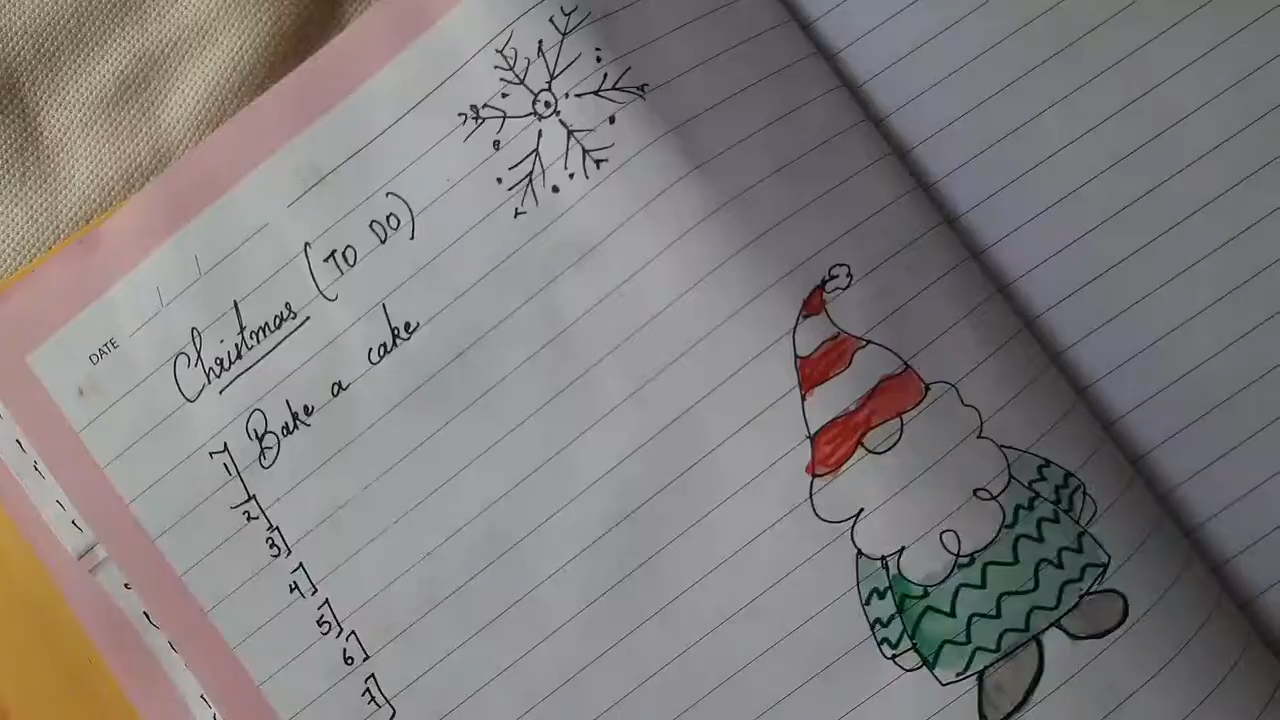 DATE
Christmas (TO DO)
1] Bake a cake
2]
3]
4]
5]
6]
7]